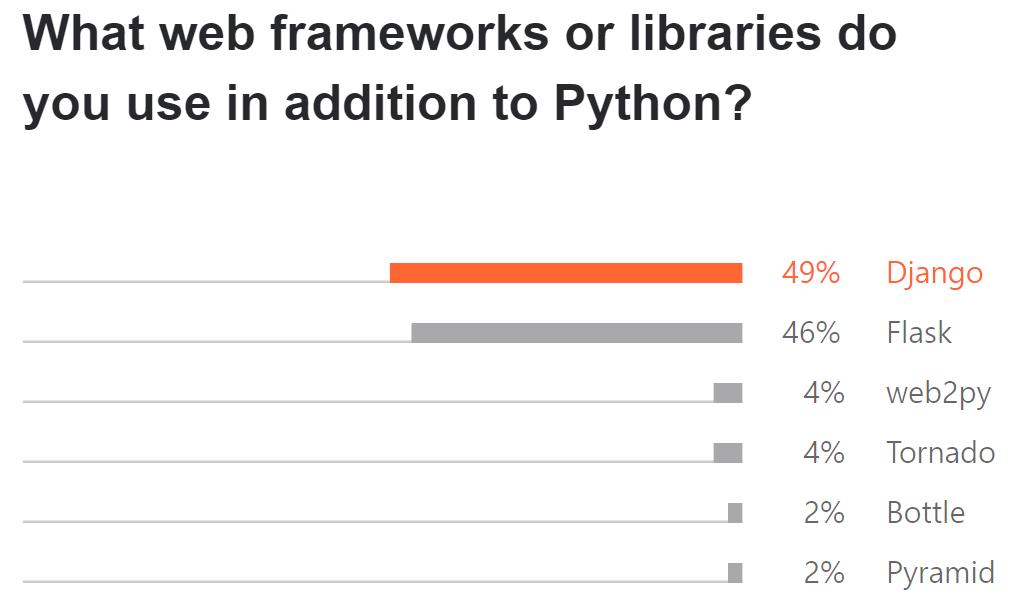 What web frameworks or libraries do
you use in addition to Python?
49% Django
46% Flask
4% web2py
4% Tornado
2% Bottle
2% Pyramid